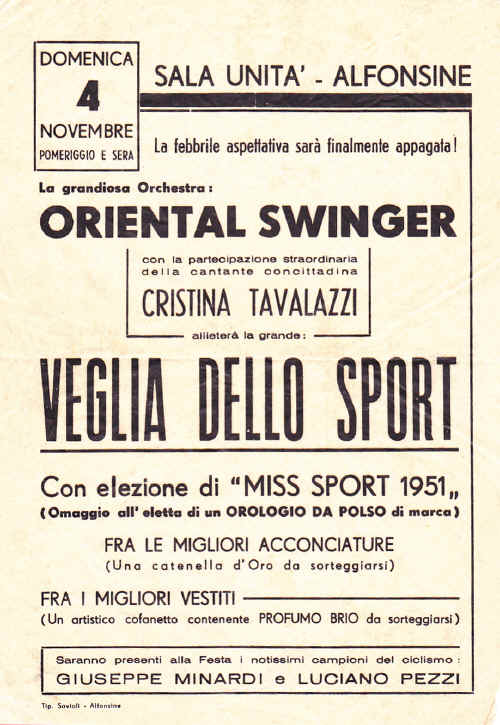 DOMENICA
4
NOVEMBRE
POMERIGGIO E SERA
SALA UNITA' - ALFONSINE
La febbrile aspettativa sarà finalmente appagata!
La grandiosa Orchestra:
ORIENTAL SWINGER
con la partecipazione straordinaria
della cantante concittadina
CRISTINA TAVALAZZI
allieterà la grande:
VEGLIA DELLO SPORT
Con elezione di "MISS SPORT 1951„
(Omaggio all'eletta di un OROLOGIO DA POLSO di marca)
FRA LE MIGLIORI ACCONCIATURE
(Una catenella d'Oro da sorteggiarsi)
FRA I MIGLIORI VESTITI
(Un artistico cofanetto contenente PROFUMO BRIO da sorteggiarsi)
Saranno presenti alla Festa i notissimi campioni del ciclismo:
GIUSEPPE MINARDI e LUCIANO PEZZI
Tip. Savioli - Alfonsine